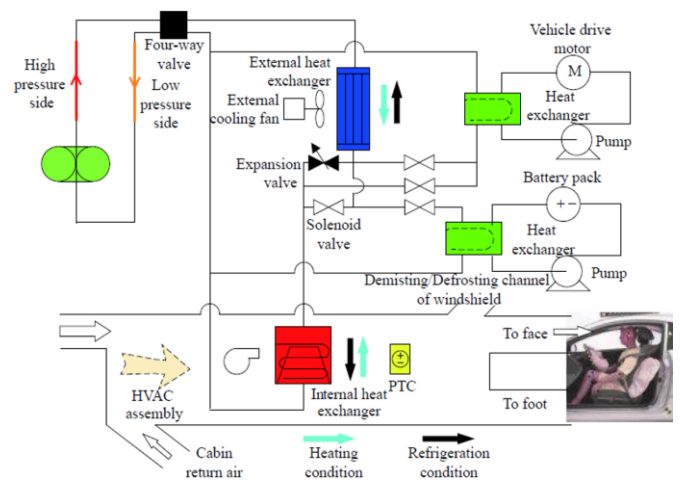 Four-way
valve
High
pressure
side
Low
pressure
side
External heat
exchanger
External
cooling fan
Vehicle drive
motor
M
Heat
exchanger
Pump
Expansion
valve
Solenoid
valve
Battery pack
+ −
Heat
exchanger
Pump
Demisting/Defrosting channel
of windshield
To face
To foot
HVAC
assembly
PTC
Internal heat
exchanger
Cabin
return air
Heating
condition
Refrigeration
condition